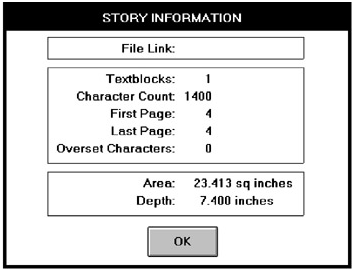 STORY INFORMATION
File Link:
Textblocks: 1
Character Count: 1400
First Page: 4
Last Page: 4
Overset Characters: 0
Area: 23.413 sq inches
Depth: 7.400 inches
OK